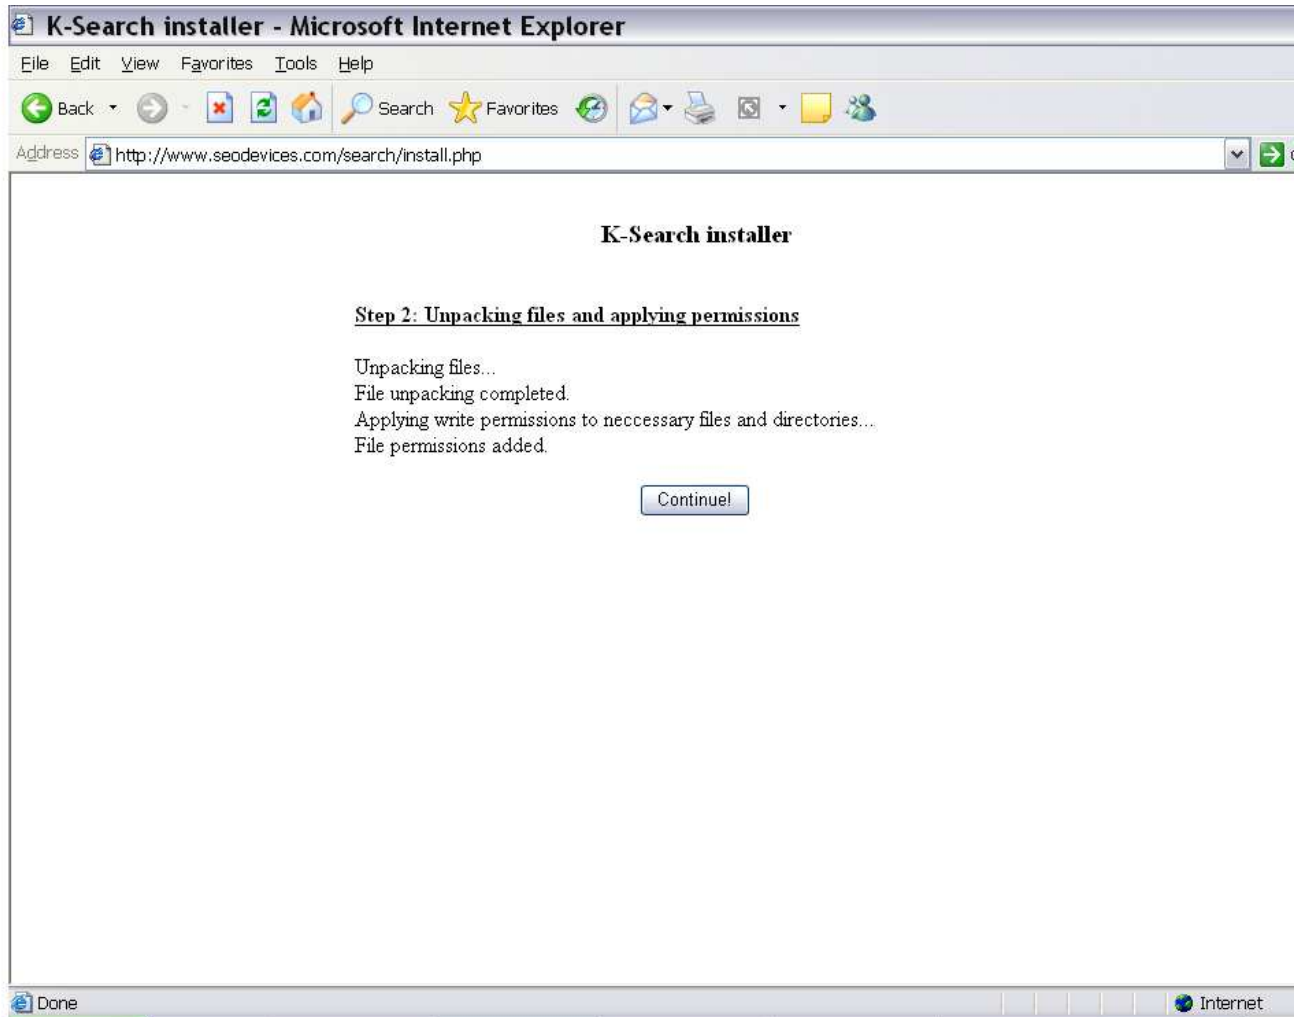 K-Search installer - Microsoft Internet Explorer
File Edit View Favorites Tools Help
Back Search Favorites
Address http://www.seodevices.com/search/install.php
K-Search installer
Step 2: Unpacking files and applying permissions
Unpacking files...
File unpacking completed.
Applying write permissions to neccessary files and directories...
File permissions added.
Continue!
Done Internet